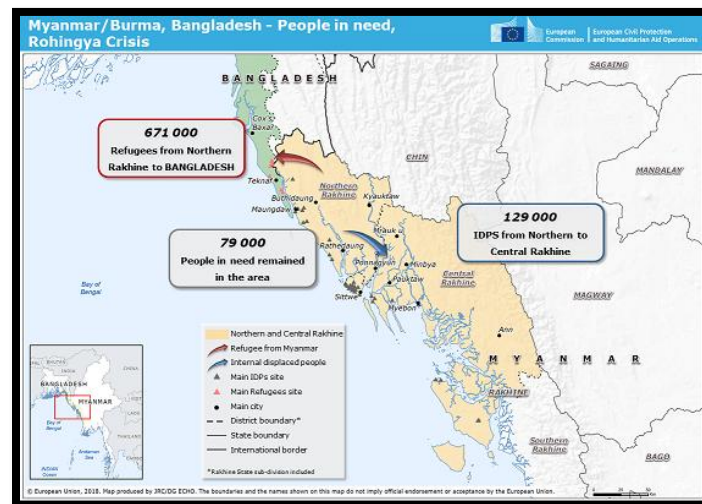 Myanmar/Burma, Bangladesh - People in need,
Rohingya Crisis
European
Commission
European Civil Protection
and Humanitarian Aid Operations
SAGAING
BANGLADESH
Cox's
Bazar
671 000
Refugees from Northern
Rakhine to BANGLADESH
CHIN
MANDALAY
Teknaf
Northern
Rakhine
Kyauktaw
Buthidaung
Maungdaw
129 000
IDPS from Northern to
Central Rakhine
Mrauk u
79 000
People in need remained
in the area
Rathedaung
Ponnagyun
Minbya
Central
Rakhine
Pauktaw
Bay of
Bengal
Sittwe
Myebon
MAGWAY
Northern and Central Rakhine
Refugee from Myanmar
Internal displaced people
Main IDPs site
Main Refugees site
Main city
District boundary*
State boundary
International border
*Rakhine State sub-division included
Ann
MYANMAR
RAKHINE
Southern
Rakhine
BAGO
BANGLADESH
MYANMAR
Bay of
Bengal
Andaman
Sea
© European Union, 2018. Map produced by JRC/DG ECHO. The boundaries and the names shown on this map do not imply official endorsement or acceptance by the European Union.